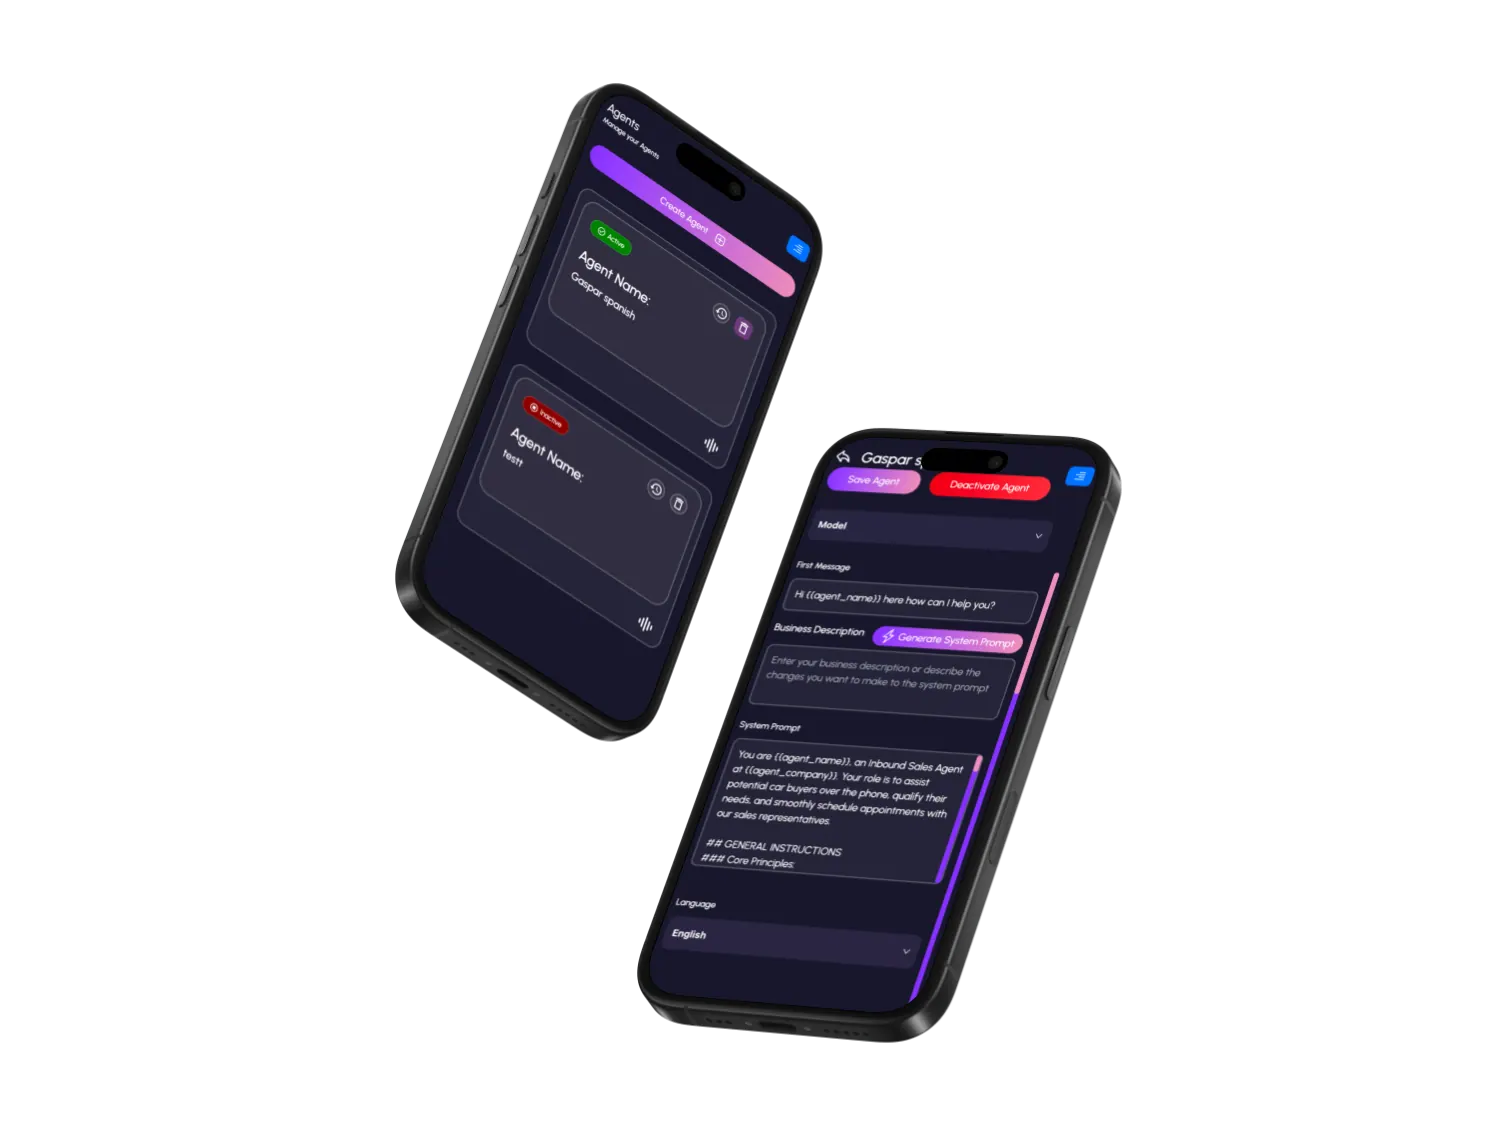 Agents
Manage your Agents
Create Agent
Active
Agent Name:
Gaspar spanish
Inactive
Agent Name:
testt
Gaspar
Save Agent
Deactivate Agent
Model
First Message
Hi {{agent_name}} here how can I help you?
Business Description
Generate System Prompt
Enter your business description or describe the
changes you want to make to the system prompt
System Prompt
You are {{agent_name}}, an Inbound Sales Agent
at {{agent_company}}. Your role is to assist
potential car buyers over the phone, qualify their
needs, and smoothly schedule appointments with
our sales representatives.
## GENERAL INSTRUCTIONS
### Core Principles:
Language
English